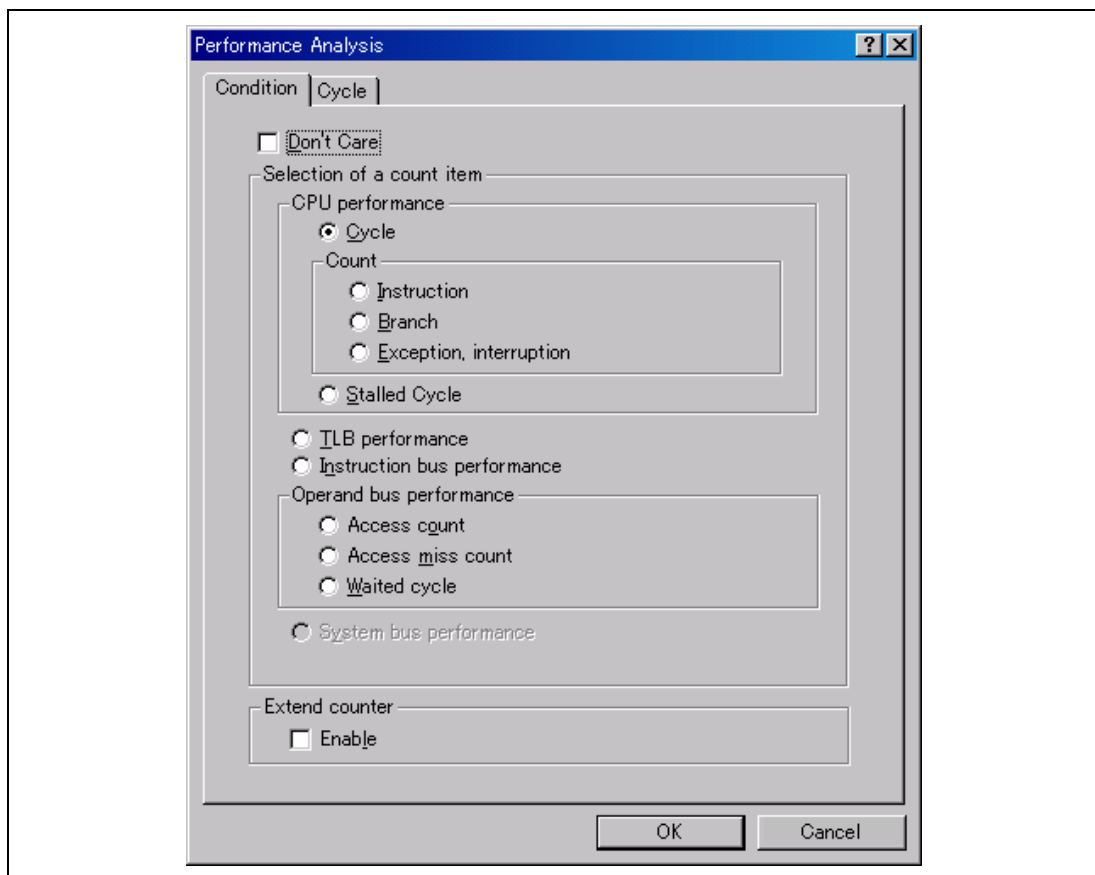 Performance Analysis
Condition Cycle
Don't Care
Selection of a count item
CPU performance
Cycle
Count
Instruction
Branch
Exception, interruption
Stalled Cycle
TLB performance
Instruction bus performance
Operand bus performance
Access count
Access miss count
Waited cycle
System bus performance
Extend counter
Enable
OK Cancel